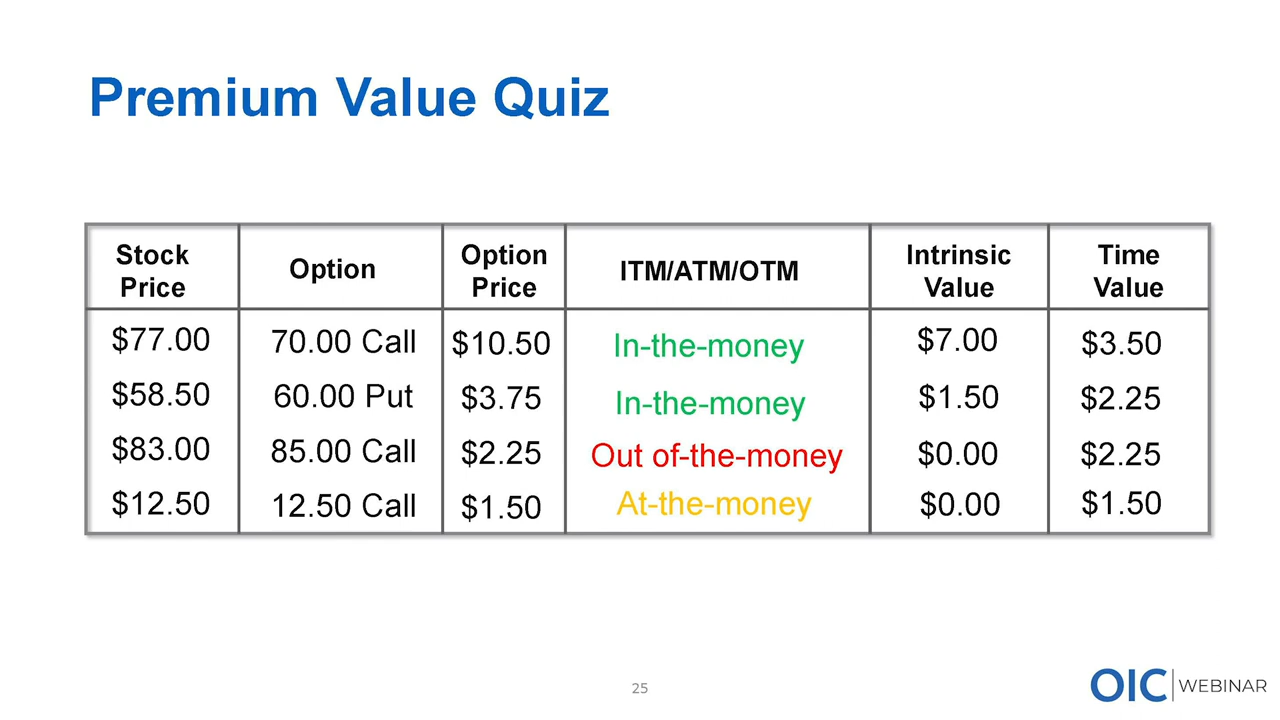 Premium Value Quiz
Stock Price Option Option Price ITM/ATM/OTM Intrinsic Value Time Value
$77.00 70.00 Call $10.50 In-the-money $7.00 $3.50
$58.50 60.00 Put $3.75 In-the-money $1.50 $2.25
$83.00 85.00 Call $2.25 Out of-the-money $0.00 $2.25
$12.50 12.50 Call $1.50 At-the-money $0.00 $1.50
25
OIC WEBINAR